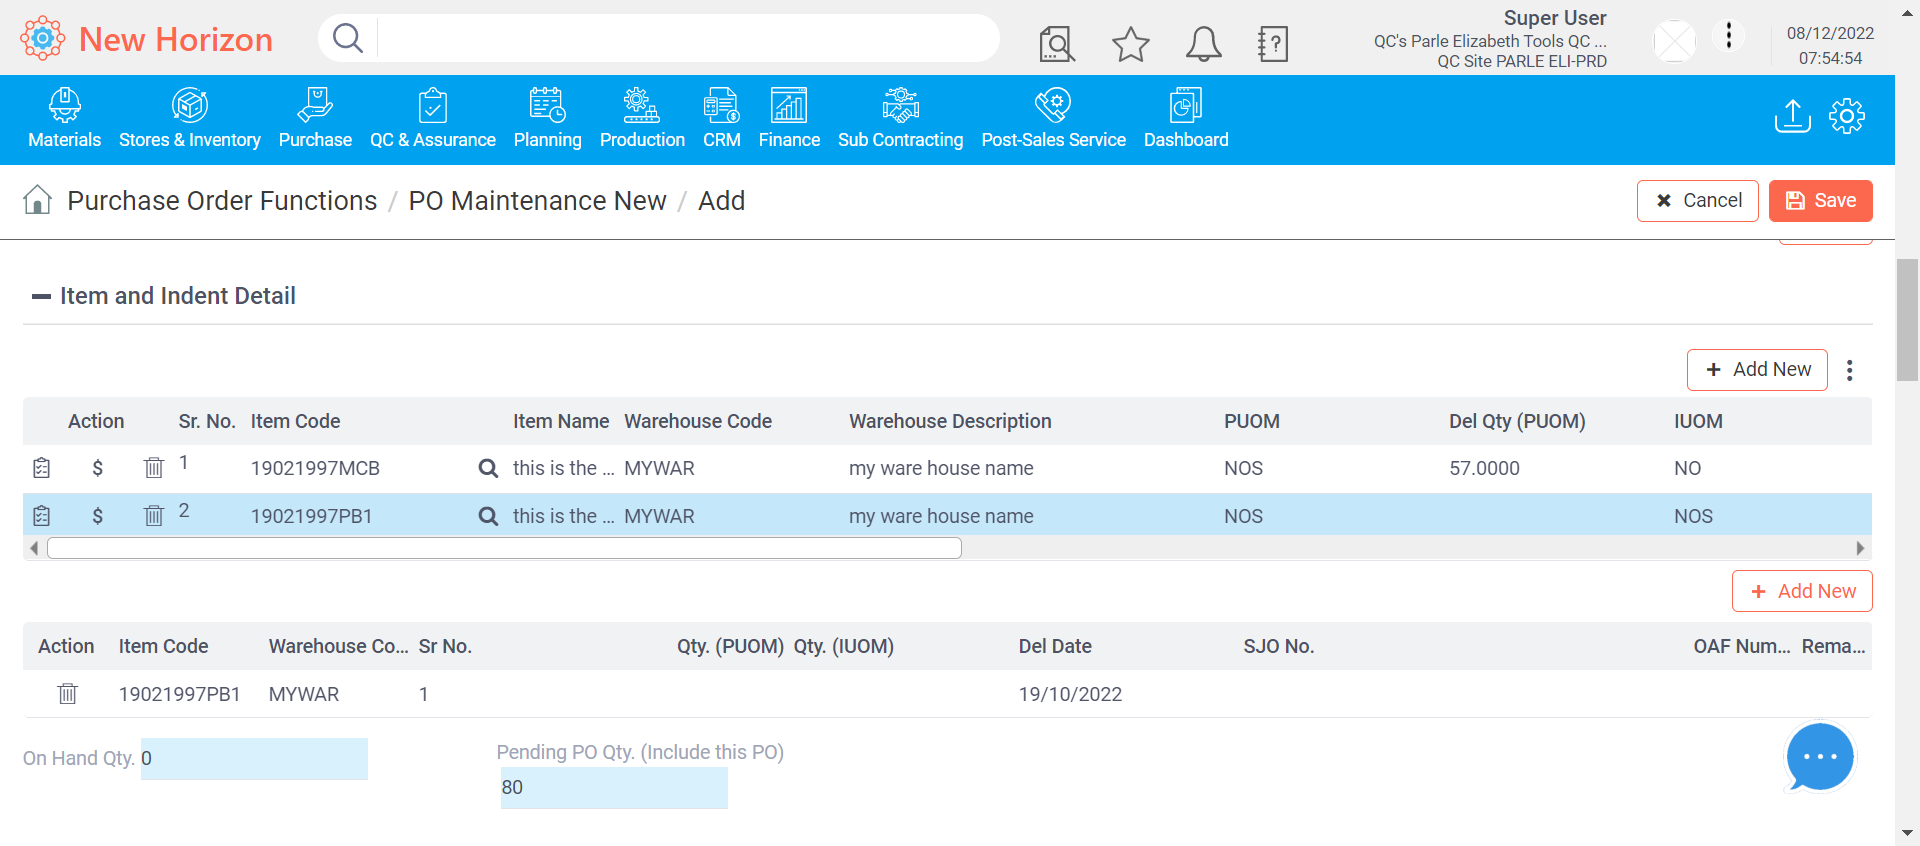 New Horizon
Super User
QC's Parle Elizabeth Tools QC ...
QC Site PARLE ELI-PRD
08/12/2022
07:54:54
Materials Stores & Inventory Purchase QC & Assurance Planning Production CRM Finance Sub Contracting Post-Sales Service Dashboard
Purchase Order Functions / PO Maintenance New / Add
Cancel
Save
Item and Indent Detail
+ Add New
Action Sr. No. Item Code Item Name Warehouse Code Warehouse Description PUOM Del Qty (PUOM) IUOM
$ 1 19021997MCB this is the ... MYWAR my ware house name NOS 57.0000 NO
$ 2 19021997PB1 this is the ... MYWAR my ware house name NOS NOS
+ Add New
Action Item Code Warehouse Co... Sr No. Qty. (PUOM) Qty. (IUOM) Del Date SJO No. OAF Num... Rema...
19021997PB1 MYWAR 1 19/10/2022
On Hand Qty. 0
Pending PO Qty. (Include this PO)
80